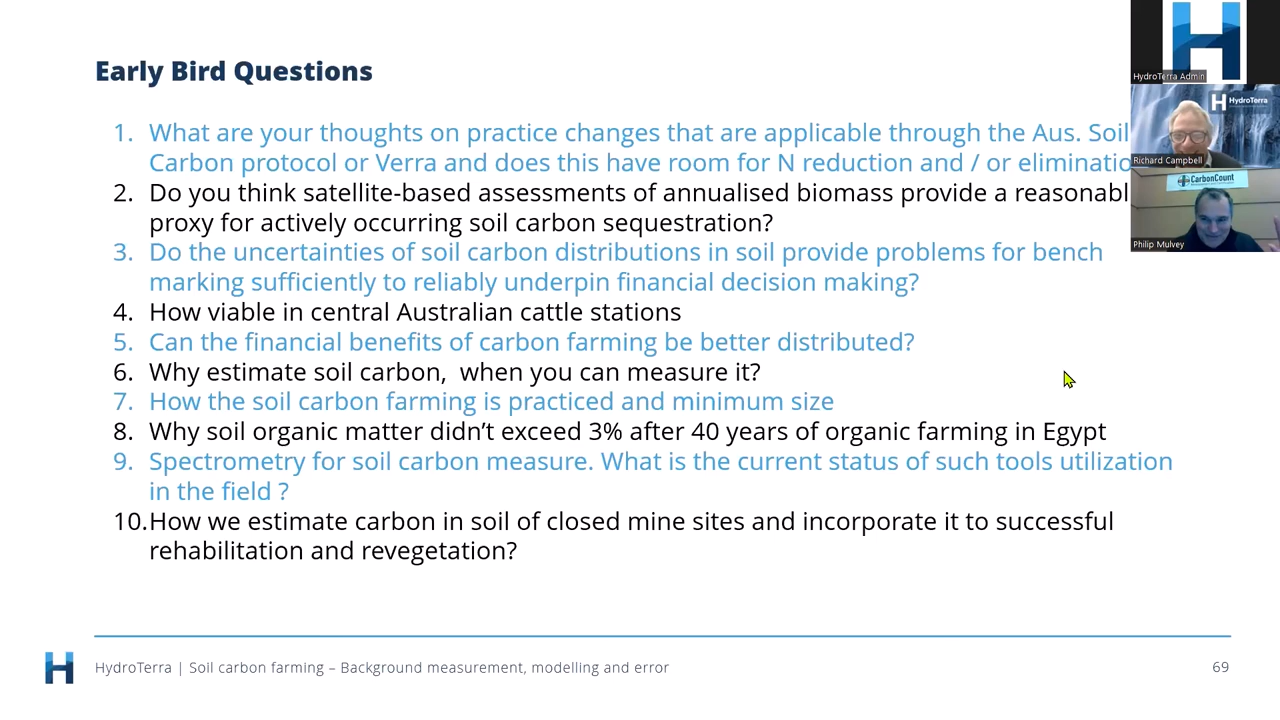 Early Bird Questions
1. What are your thoughts on practice changes that are applicable through the Aus. Soil
Carbon protocol or Verra and does this have room for N reduction and / or eliminatio
2. Do you think satellite-based assessments of annualised biomass provide a reasonabl
proxy for actively occurring soil carbon sequestration?
3. Do the uncertainties of soil carbon distributions in soil provide problems for bench
marking sufficiently to reliably underpin financial decision making?
4. How viable in central Australian cattle stations
5. Can the financial benefits of carbon farming be better distributed?
6. Why estimate soil carbon,  when you can measure it?
7. How the soil carbon farming is practiced and minimum size
8. Why soil organic matter didn’t exceed 3% after 40 years of organic farming in Egypt
9. Spectrometry for soil carbon measure. What is the current status of such tools utilization
in the field ?
10. How we estimate carbon in soil of closed mine sites and incorporate it to successful
rehabilitation and revegetation?
HydroTerra Admin
HydroTerra
Richard Campbell
CarbonCount
Philip Mulvey
HydroTerra | Soil carbon farming – Background measurement, modelling and error
69